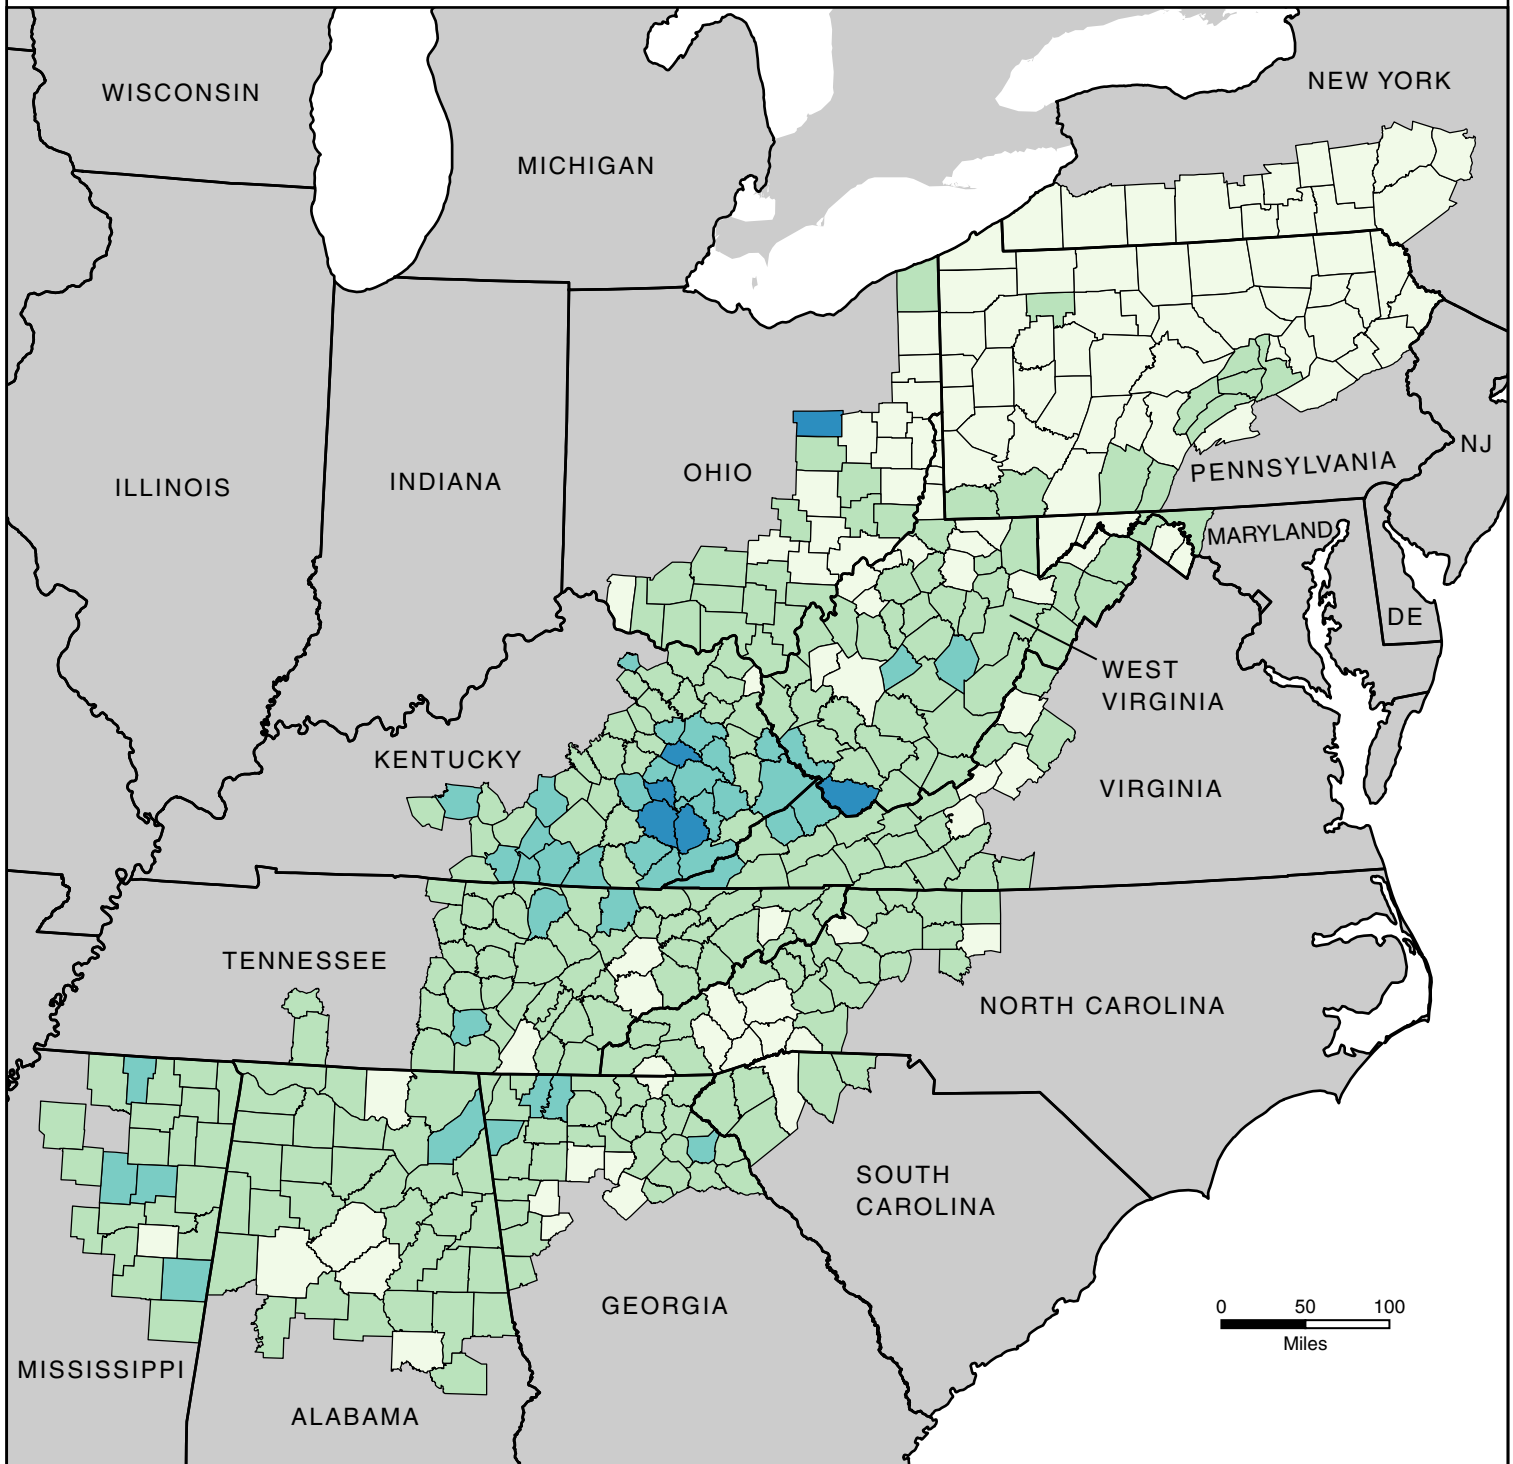 NEW YORK
WISCONSIN
MICHIGAN
NJ
PENNSYLVANIA
OHIO
INDIANA
ILLINOIS
MARYLAND
DE
WEST
VIRGINIA
KENTUCKY
VIRGINIA
TENNESSEE
NORTH CAROLINA
SOUTH
CAROLINA
GEORGIA
0 50 100
Miles
MISSISSIPPI
ALABAMA